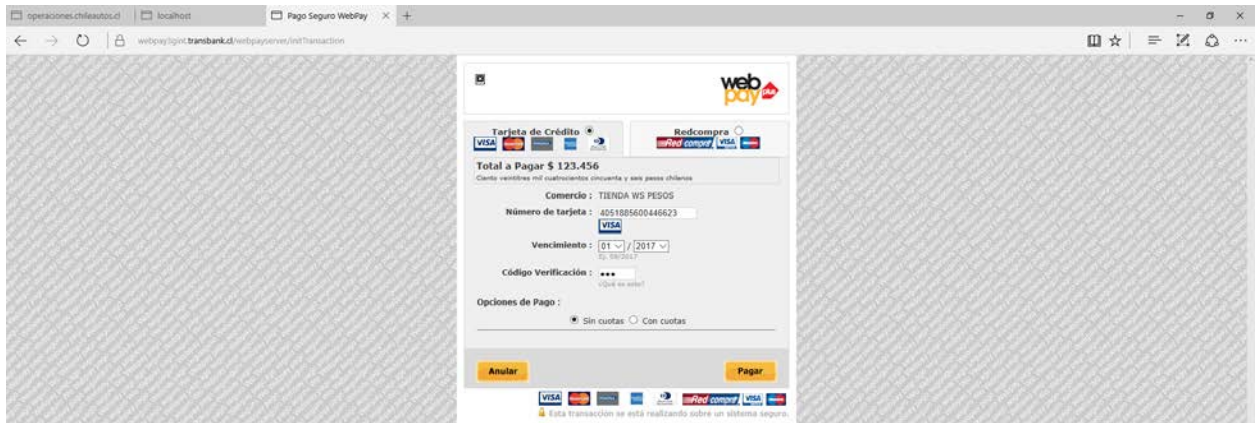 operaciones.chileautos.cl
localhost
Pago Seguro WebPay
webpay3gint.transbank.cl/webpayserver/initTransaction
web
pay plus
Tarjeta de Crédito
VISA
Redcompra
Red compra VISA
Total a Pagar $ 123.456
Ciento veintitres mil cuatrocientos cincuenta y seis pesos chilenos
Comercio : TIENDA WS PESOS
Número de tarjeta : 4051885600446623
VISA
Vencimiento : 01 / 2017
Ej. 09/2017
Código Verificación : •••
¿Qué es esto?
Opciones de Pago :
Sin cuotas Con cuotas
Anular Pagar
VISA Red compra VISA
Esta transacción se está realizando sobre un sistema seguro.